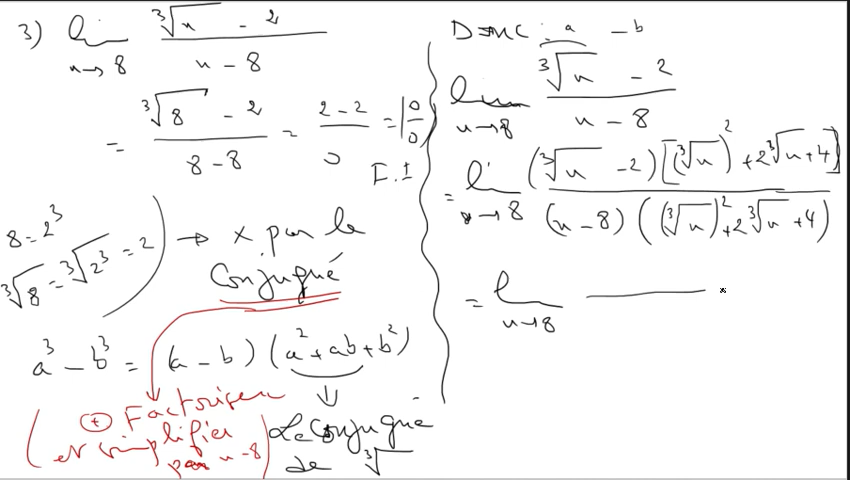 3) lim ∛x - 2 / x - 8
x→8
= ∛8 - 2 / 8 - 8 = 2 - 2 / 0 = |0/0|
F.I
8 = 2³
∛8 = ∛2³ = 2
→ × par le
Conjugué
a³ - b³ = (a - b) (a² + ab + b²)
(+) Factoriser
et simplifier
par x - 8
Le Conjugué
de ∛
DONC : a - b
lim ∛x - 2 / x - 8
x→8
= lim (∛x - 2) [(∛x)² + 2∛x + 4] / (x - 8) ((∛x)² + 2∛x + 4)
x→8
= lim
x→8